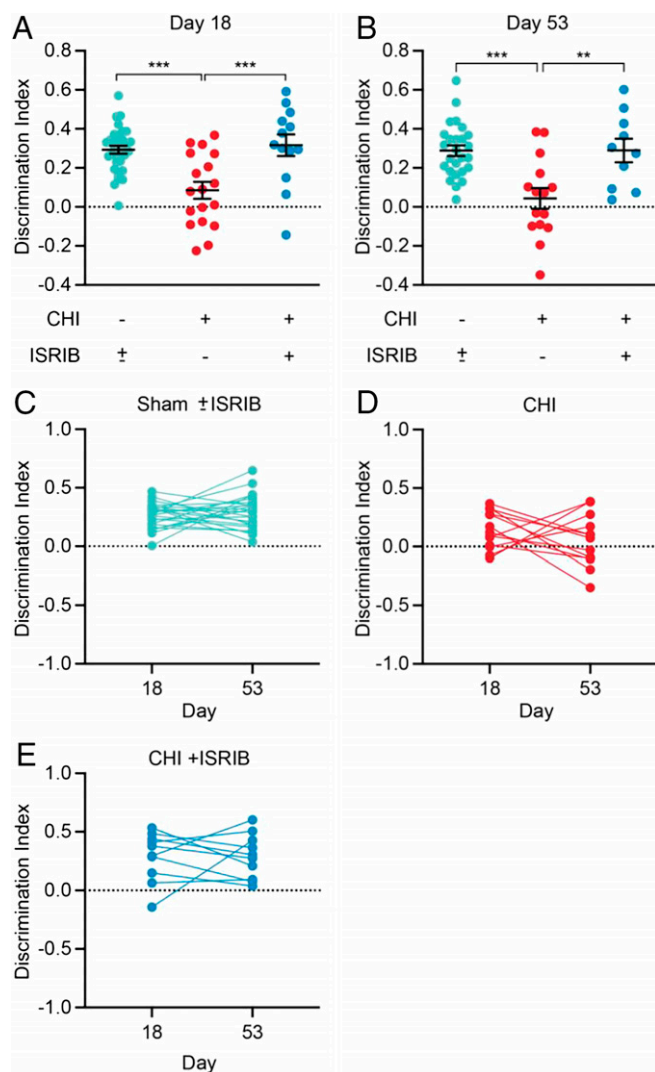 A
Day 18
Discrimination Index
0.8
0.6
0.4
0.2
0.0
0.2
0.4
***
***
CHI - + +
ISRIB ± - +
B
Day 53
Discrimination Index
0.8
0.6
0.4
0.2
0.0
0.2
0.4
***
**
CHI - + +
ISRIB ± - +
C
Sham ±ISRIB
Discrimination Index
1.0
0.5
0.0
-0.5
-1.0
18 53
Day
D
CHI
Discrimination Index
1.0
0.5
0.0
-0.5
-1.0
18 53
Day
E
CHI +ISRIB
Discrimination Index
1.0
0.5
0.0
-0.5
-1.0
18 53
Day